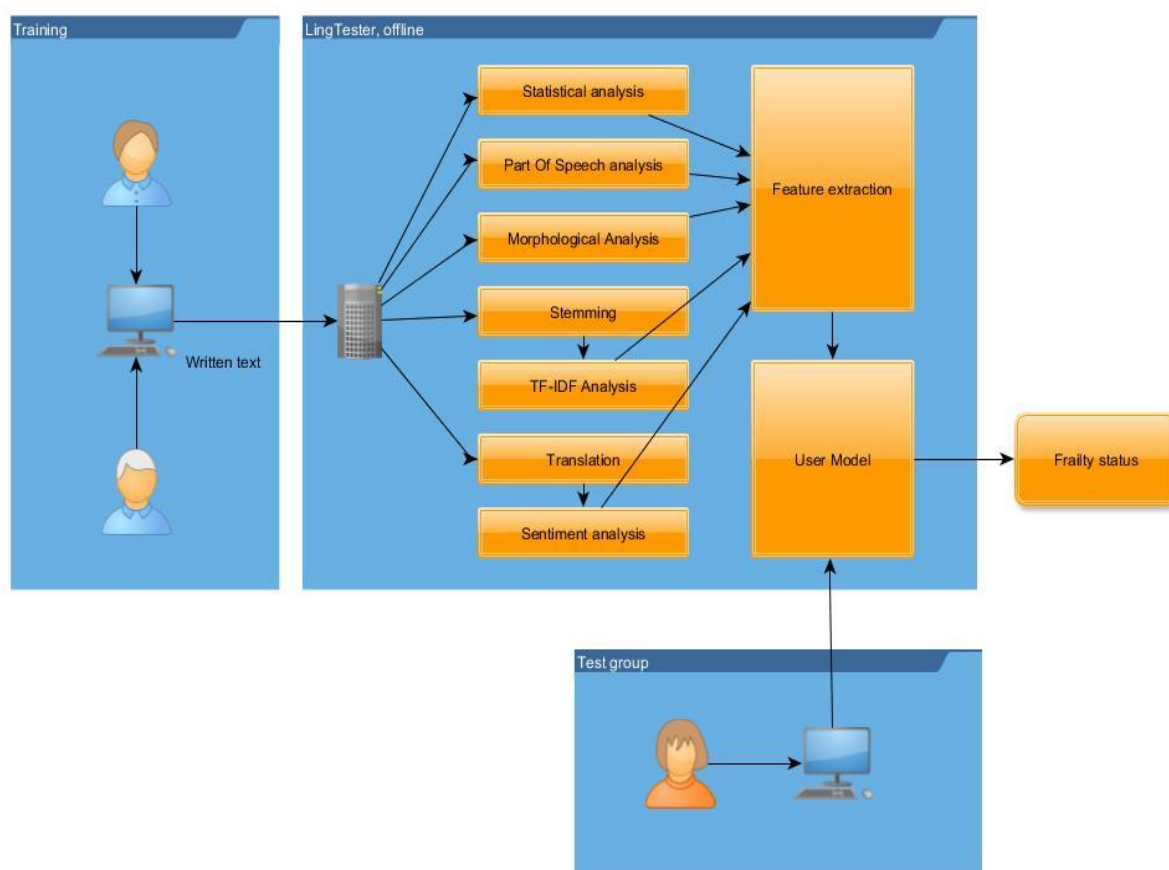 Training
LingTester, offline
Statistical analysis
Part Of Speech analysis
Morphological Analysis
Stemming
TF-IDF Analysis
Translation
Sentiment analysis
Feature extraction
User Model
Written text
Frailty status
Test group